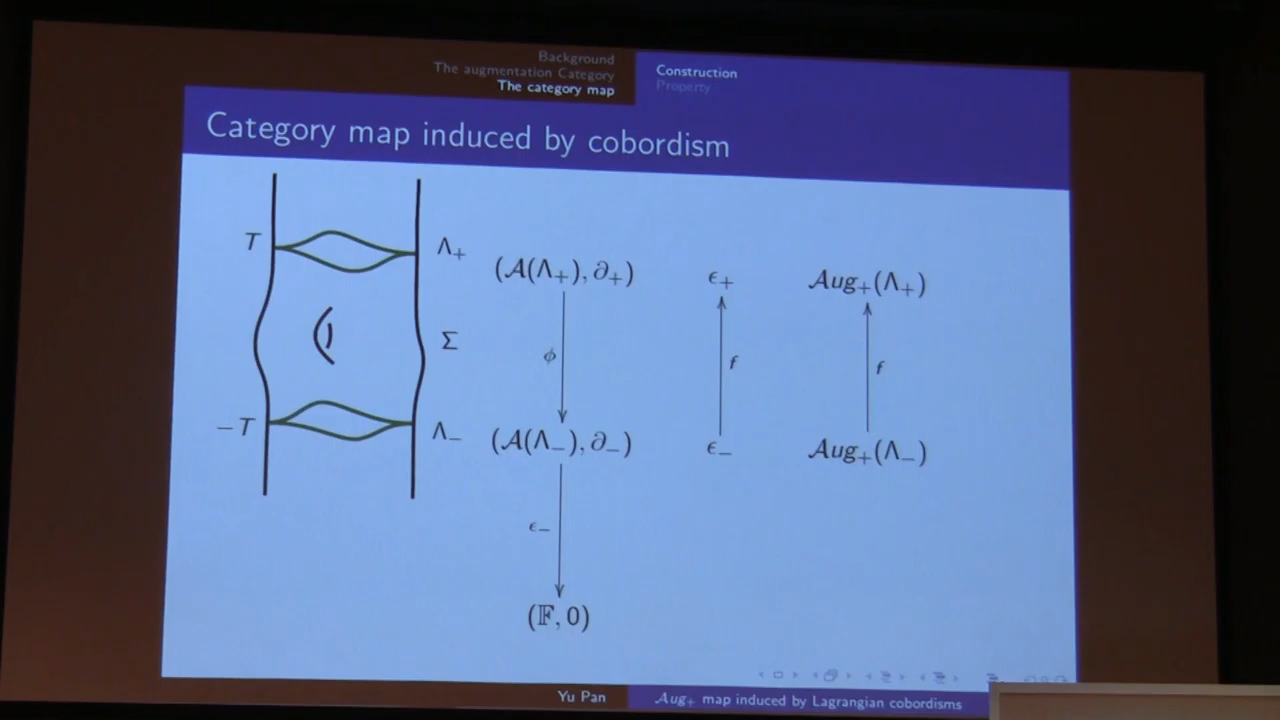 Background
The augmentation Category
The category map
Construction
Property
Category map induced by cobordism
T
Λ₊
Σ
−T
Λ₋
(𝒜(Λ₊), ∂₊)
ϕ
(𝒜(Λ₋), ∂₋)
ϵ₋
(𝔽, 0)
ϵ₊
f
ϵ₋
𝒜ug₊(Λ₊)
f
𝒜ug₊(Λ₋)
Yu Pan
𝒜ug₊ map induced by Lagrangian cobordisms